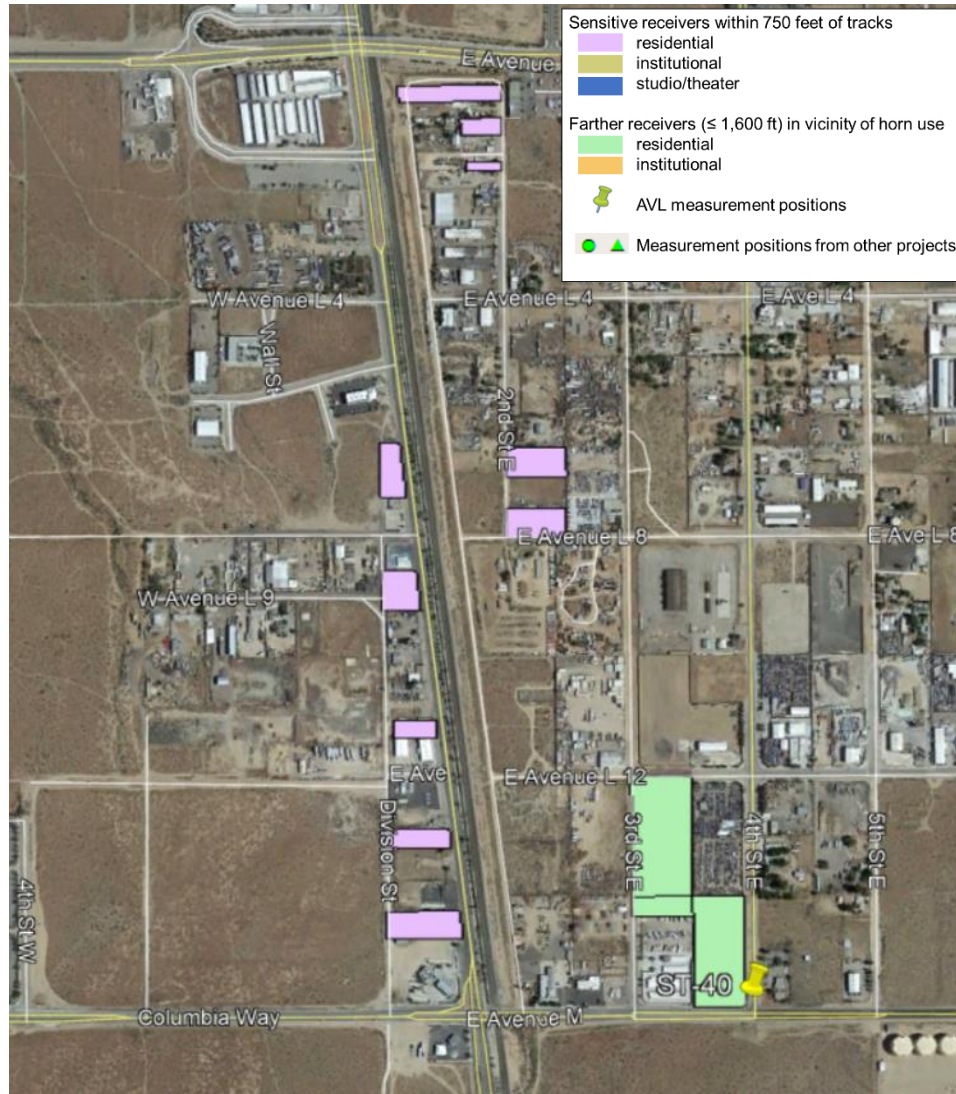 Sensitive receivers within 750 feet of tracks
residential
institutional
studio/theater
Farther receivers (≤ 1,600 ft) in vicinity of horn use
residential
institutional
AVL measurement positions
Measurement positions from other projects
E Avenue
W Avenue L 4
E Avenue L 4
E Ave L 4
Wall St
2nd St E
E Avenue L 8
E Ave L 8
W Avenue L 9
E Ave
E Avenue L 12
Division St
3rd St E
4th St E
5th St E
4th St W
ST-40
Columbia Way
E Avenue M